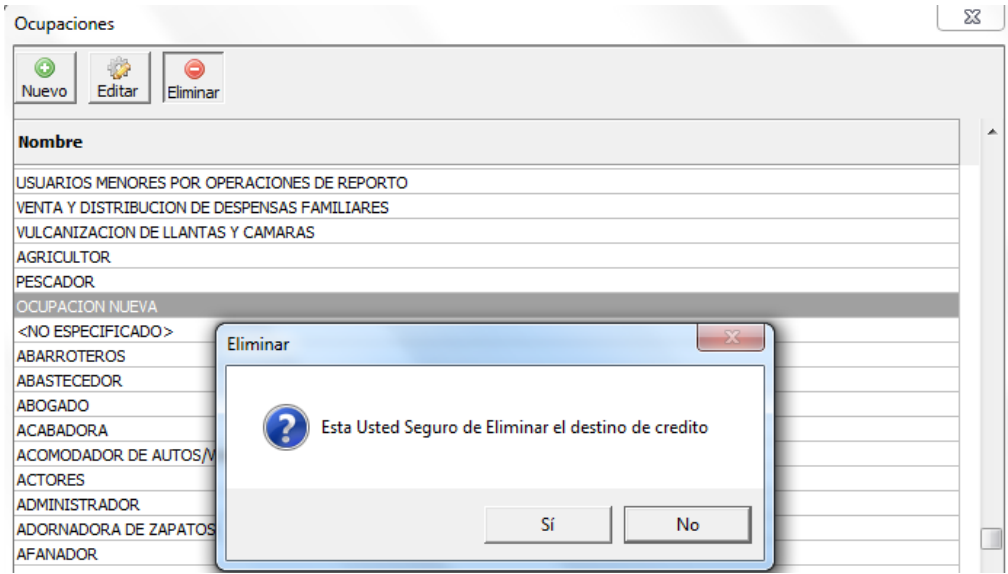 Ocupaciones
Nuevo Editar Eliminar
Nombre
USUARIOS MENORES POR OPERACIONES DE REPORTO
VENTA Y DISTRIBUCION DE DESPENSAS FAMILIARES
VULCANIZACION DE LLANTAS Y CAMARAS
AGRICULTOR
PESCADOR
OCUPACION NUEVA
<NO ESPECIFICADO>
ABARROTEROS
ABASTECEDOR
ABOGADO
ACABADORA
ACOMODADOR DE AUTOS/
ACTORES
ADMINISTRADOR
ADORNADORA DE ZAPATOS
AFANADOR
Eliminar
Esta Usted Seguro de Eliminar el destino de credito
Sí No